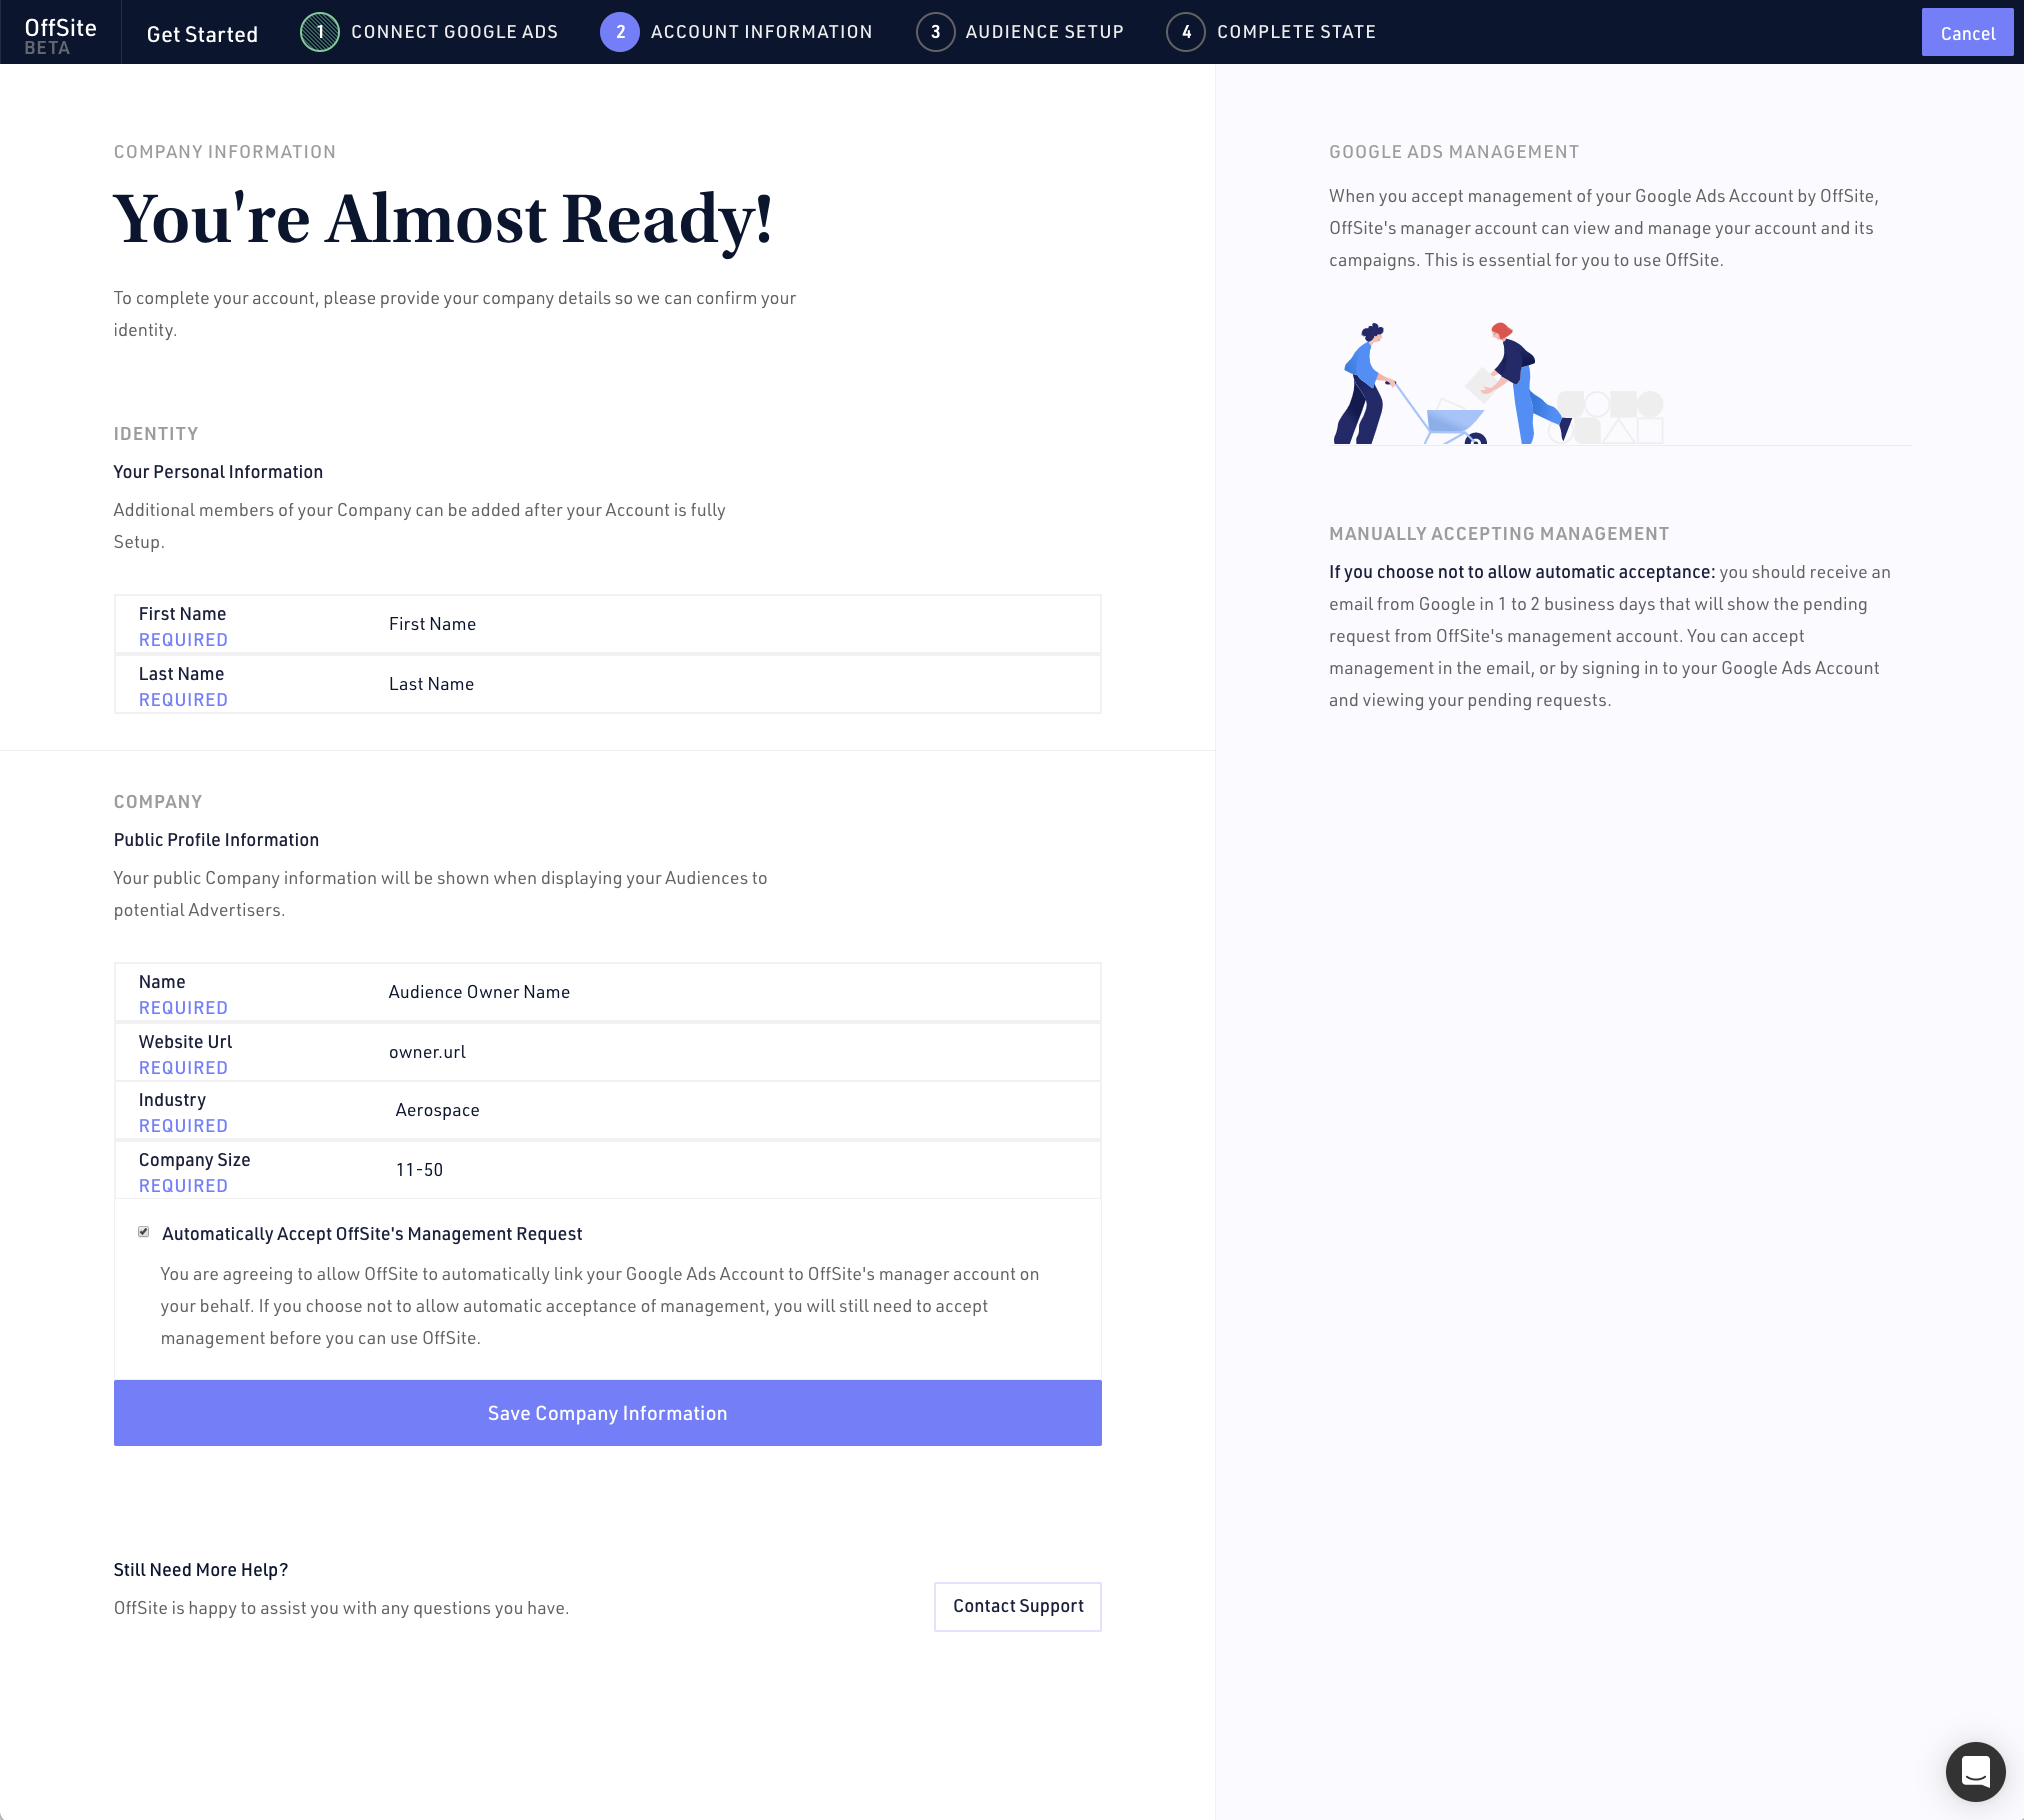 OffSite
BETA
Get Started
1 CONNECT GOOGLE ADS
2 ACCOUNT INFORMATION
3 AUDIENCE SETUP
4 COMPLETE STATE
Cancel
COMPANY INFORMATION
You're Almost Ready!
To complete your account, please provide your company details so we can confirm your
identity.
IDENTITY
Your Personal Information
Additional members of your Company can be added after your Account is fully
Setup.
First Name
REQUIRED
First Name
Last Name
REQUIRED
Last Name
COMPANY
Public Profile Information
Your public Company information will be shown when displaying your Audiences to
potential Advertisers.
Name
REQUIRED
Audience Owner Name
Website Url
REQUIRED
owner.url
Industry
REQUIRED
Aerospace
Company Size
REQUIRED
11-50
Automatically Accept OffSite's Management Request
You are agreeing to allow OffSite to automatically link your Google Ads Account to OffSite's manager account on
your behalf. If you choose not to allow automatic acceptance of management, you will still need to accept
management before you can use OffSite.
Save Company Information
Still Need More Help?
OffSite is happy to assist you with any questions you have.
Contact Support
GOOGLE ADS MANAGEMENT
When you accept management of your Google Ads Account by OffSite,
OffSite's manager account can view and manage your account and its
campaigns. This is essential for you to use OffSite.
MANUALLY ACCEPTING MANAGEMENT
If you choose not to allow automatic acceptance: you should receive an
email from Google in 1 to 2 business days that will show the pending
request from OffSite's management account. You can accept
management in the email, or by signing in to your Google Ads Account
and viewing your pending requests.